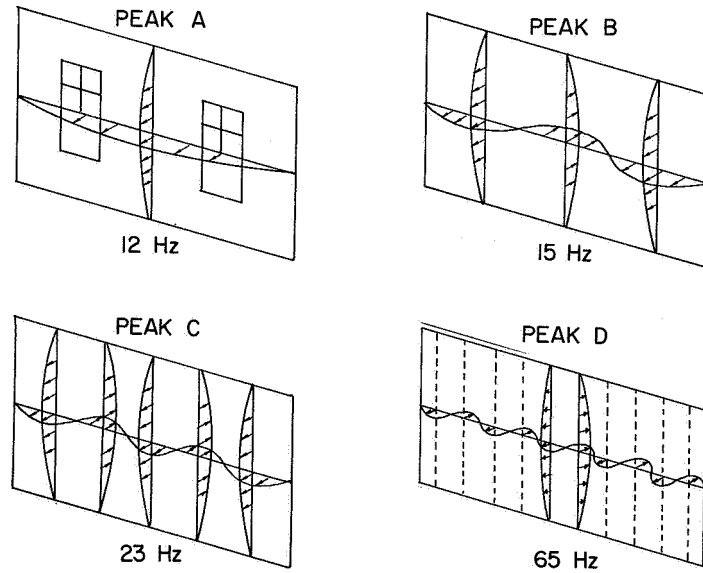 PEAK A
12 Hz
PEAK B
15 Hz
PEAK C
23 Hz
PEAK D
65 Hz